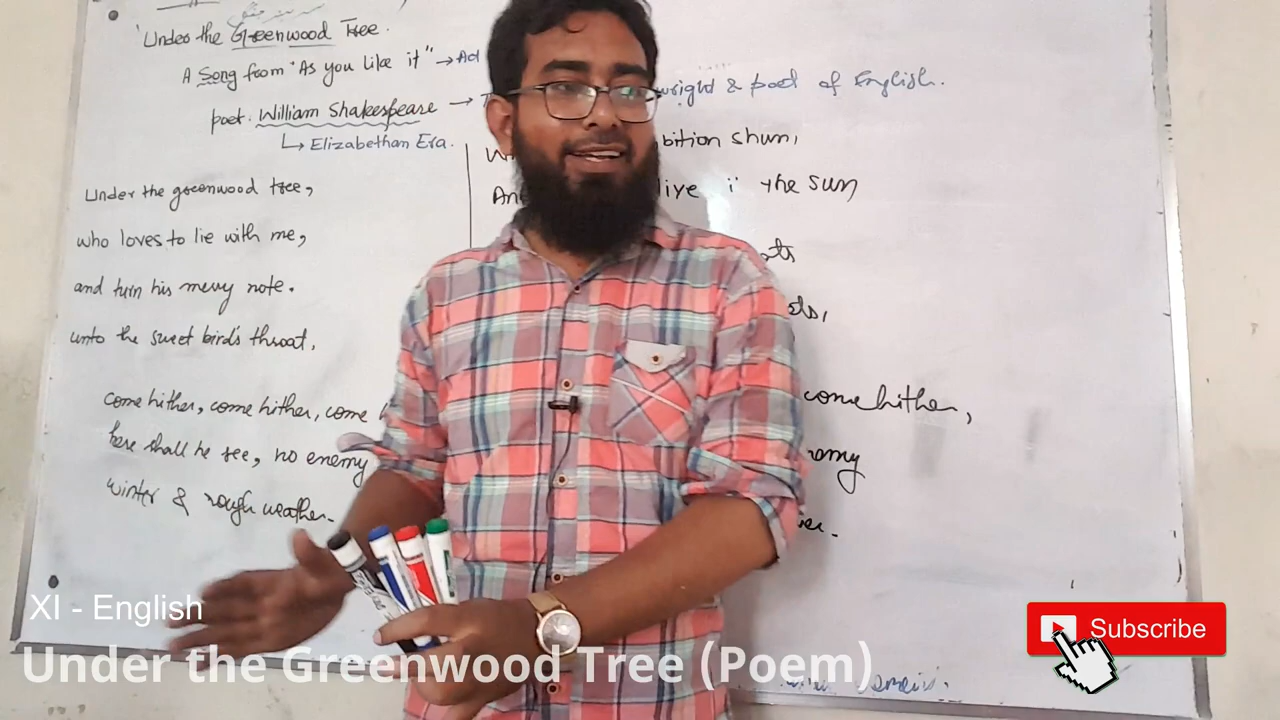 'Under the Greenwood Tree.
A Song from "As you like it" → Ad
poet. William Shakespeare →
wright & poet of English.
↳ Elizabethan Era.
Under the greenwood tree,
who loves to lie with me,
and turn his merry note.
unto the sweet bird's throat,
come hither, come hither, come
here shall he see, no enemy
winter & rough weather.
bition shun,
live i' the sun
come hither,
XI - English
Under the Greenwood Tree (Poem)
Subscribe